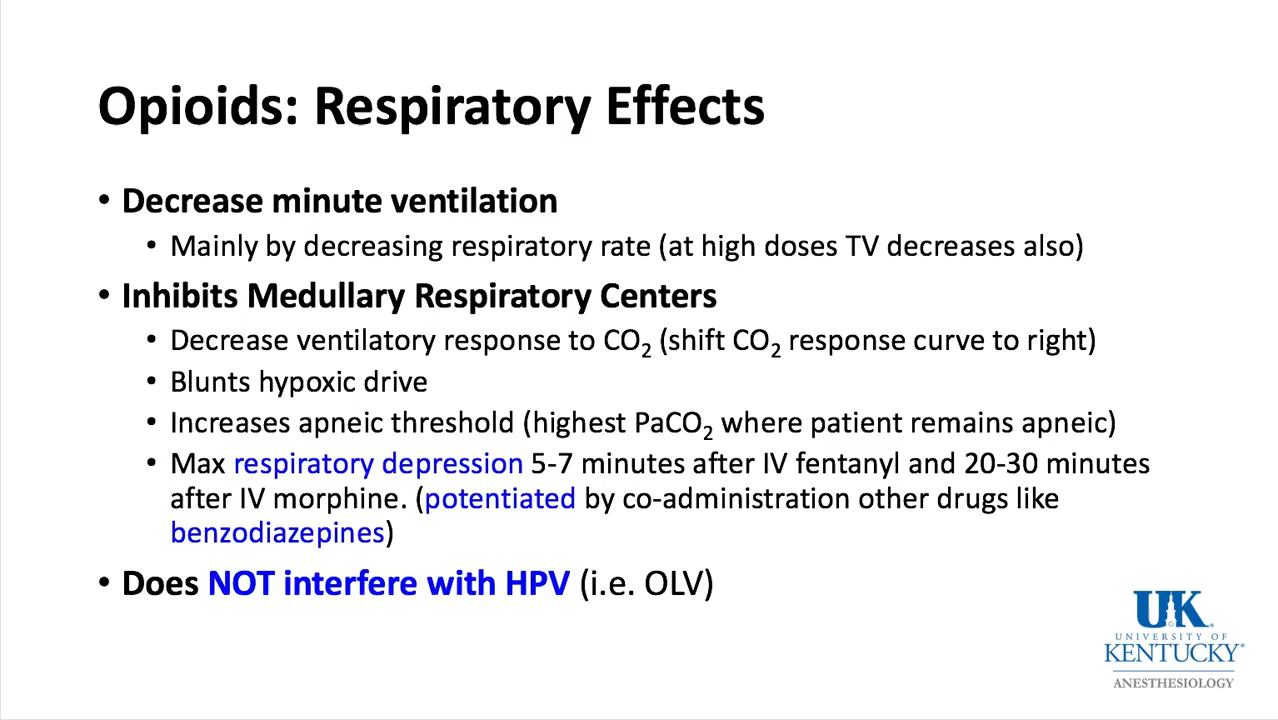 Opioids: Respiratory Effects
• Decrease minute ventilation
• Mainly by decreasing respiratory rate (at high doses TV decreases also)
• Inhibits Medullary Respiratory Centers
• Decrease ventilatory response to CO₂ (shift CO₂ response curve to right)
• Blunts hypoxic drive
• Increases apneic threshold (highest PaCO₂ where patient remains apneic)
• Max respiratory depression 5-7 minutes after IV fentanyl and 20-30 minutes
after IV morphine. (potentiated by co-administration other drugs like
benzodiazepines)
• Does NOT interfere with HPV (i.e. OLV)
UK
UNIVERSITY OF
KENTUCKY®
ANESTHESIOLOGY